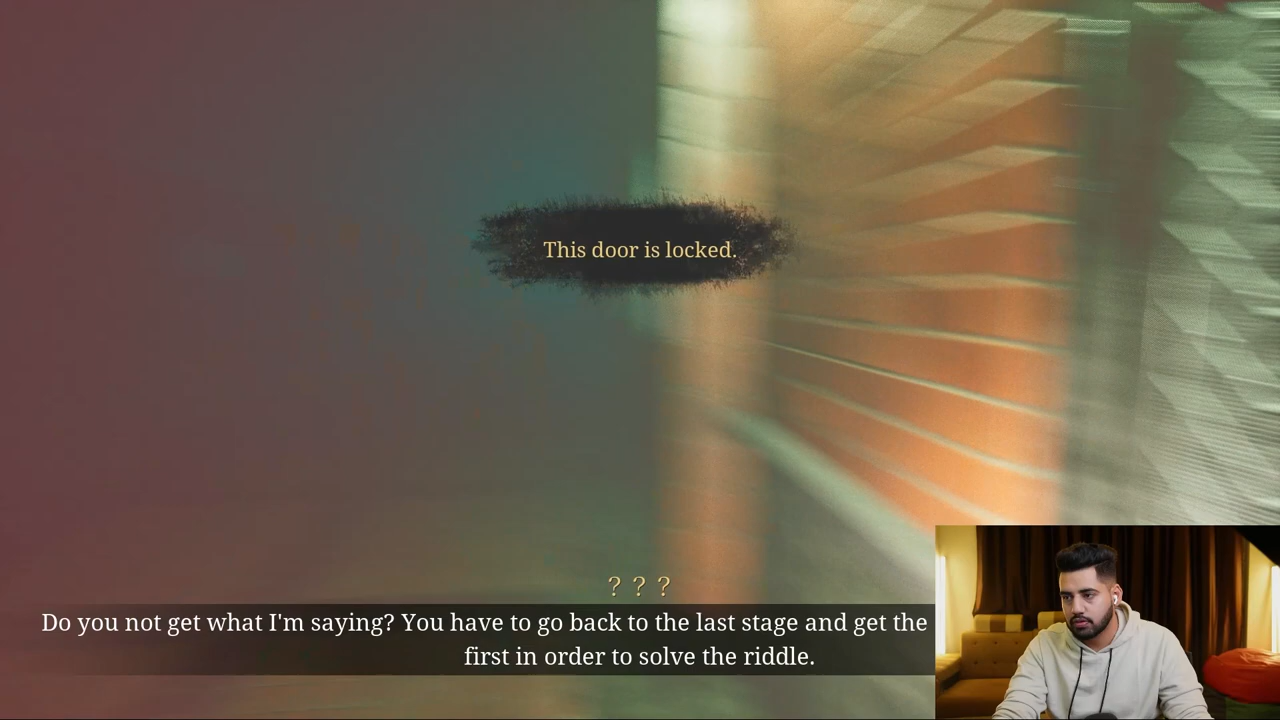 This door is locked.
? ? ?
Do you not get what I'm saying? You have to go back to the last stage and get the
first in order to solve the riddle.